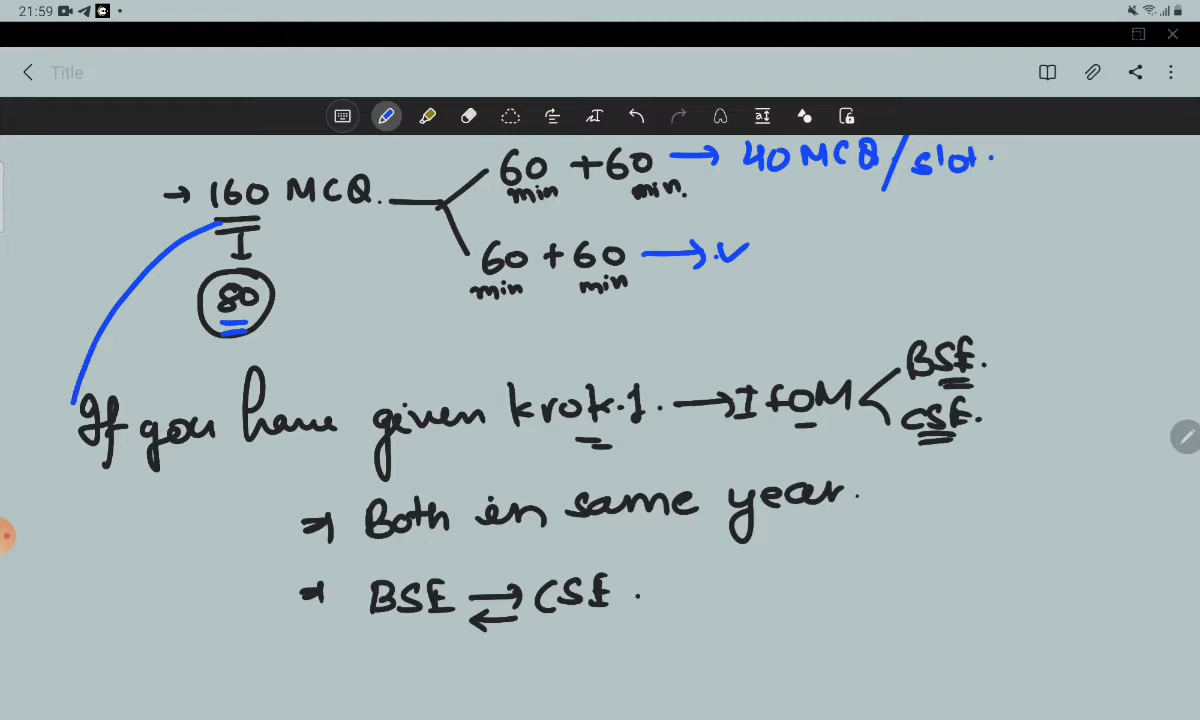 21:59
Title
60 + 60 → 40 MCQ / slot.
min min.
→ 160 MCQ.
I
60 + 60 → .✓
min min
80
If you have given krok.1. → IfOM
BSE.
CSE.
⇒ Both in same year.
⇒ BSE ⇄ CSE.